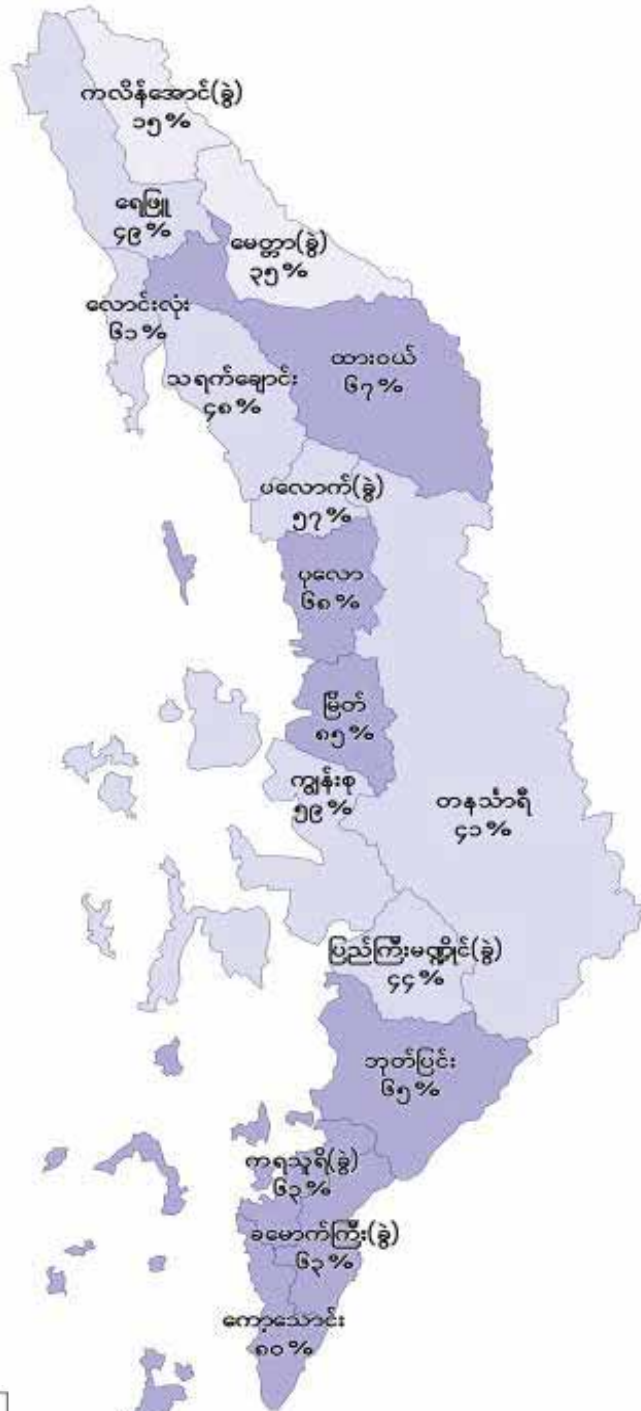 ကလိန်အောင်(ခွဲ)
၁၅%
ရေဖြူ
၄၉%
မေတ္တာ(ခွဲ)
၃၅%
လောင်းလုံး
၆၁%
ထားဝယ်
၆၇%
သရက်ချောင်း
၄၈%
ပလောက်(ခွဲ)
၅၇%
ပုလော
၆၈%
မြိတ်
၈၅%
ကျွန်းစု
၅၉%
တနင်္သာရီ
၄၁%
ပြည်ကြီးမဏ္ဍိုင်(ခွဲ)
၄၄%
ဘုတ်ပြင်း
၆၅%
ကရသူရိ(ခွဲ)
၆၃%
ခမောက်ကြီး(ခွဲ)
၆၃%
ကော့သောင်း
၈၀%